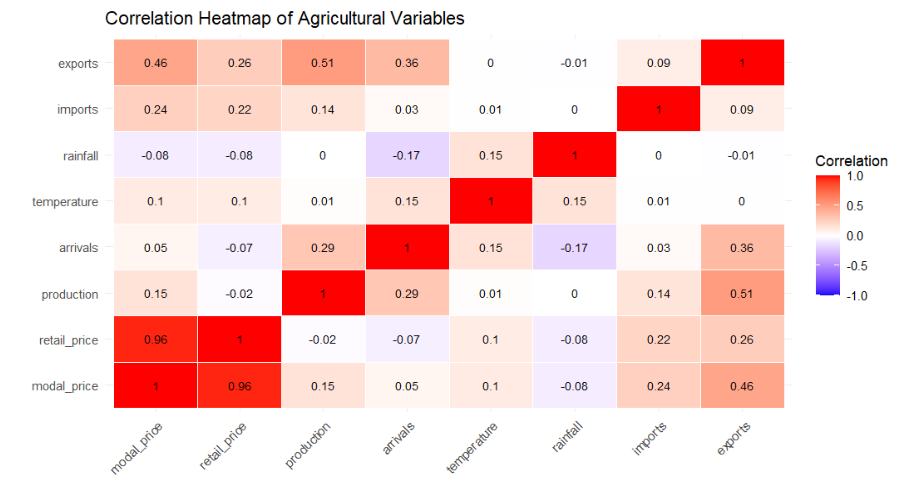 Correlation Heatmap of Agricultural Variables
exports 0.46 0.26 0.51 0.36 0 -0.01 0.09 1
imports 0.24 0.22 0.14 0.03 0.01 0 1 0.09
rainfall -0.08 -0.08 0 -0.17 0.15 1 0 -0.01
temperature 0.1 0.1 0.01 0.15 1 0.15 0.01 0
arrivals 0.05 -0.07 0.29 1 0.15 -0.17 0.03 0.36
production 0.15 -0.02 1 0.29 0.01 0 0.14 0.51
retail_price 0.96 1 -0.02 -0.07 0.1 -0.08 0.22 0.26
modal_price 1 0.96 0.15 0.05 0.1 -0.08 0.24 0.46
modal_price retail_price production arrivals temperature rainfall imports exports
Correlation
1.0
0.5
0.0
-0.5
-1.0